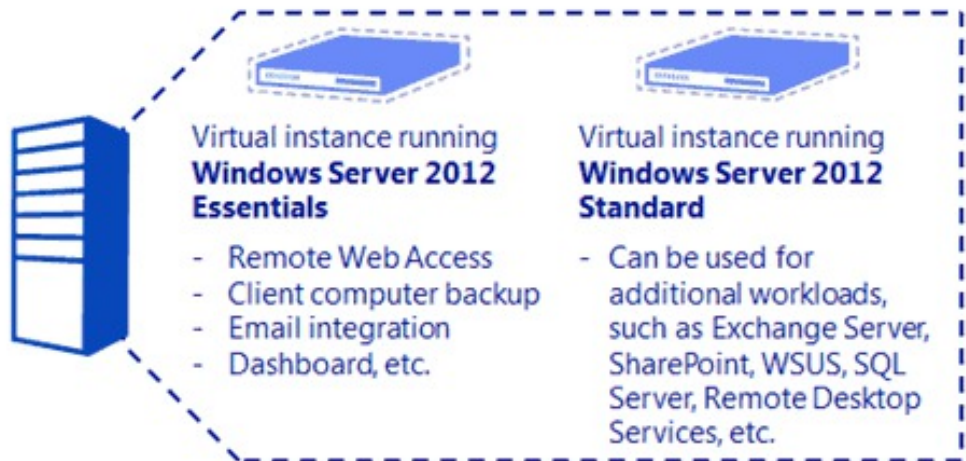 Virtual instance running
Windows Server 2012
Essentials
- Remote Web Access
- Client computer backup
- Email integration
- Dashboard, etc.
Virtual instance running
Windows Server 2012
Standard
- Can be used for
additional workloads,
such as Exchange Server,
SharePoint, WSUS, SQL
Server, Remote Desktop
Services, etc.